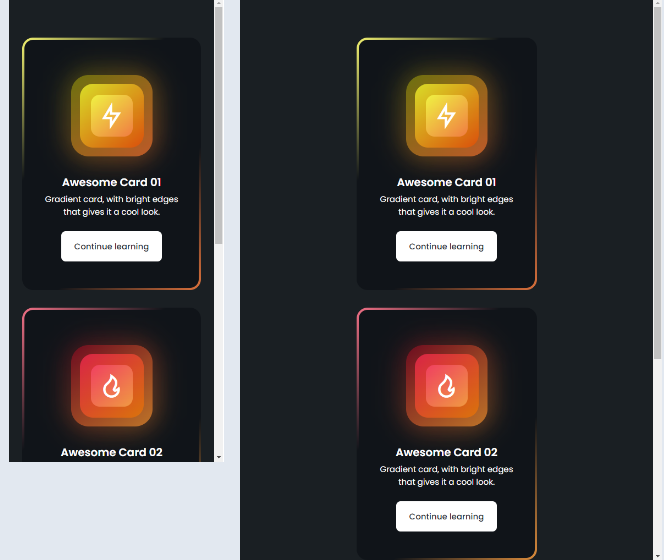 Awesome Card 01
Gradient card, with bright edges
that gives it a cool look.
Continue learning
Awesome Card 02
Awesome Card 01
Gradient card, with bright edges
that gives it a cool look.
Continue learning
Awesome Card 02
Gradient card, with bright edges
that gives it a cool look.
Continue learning